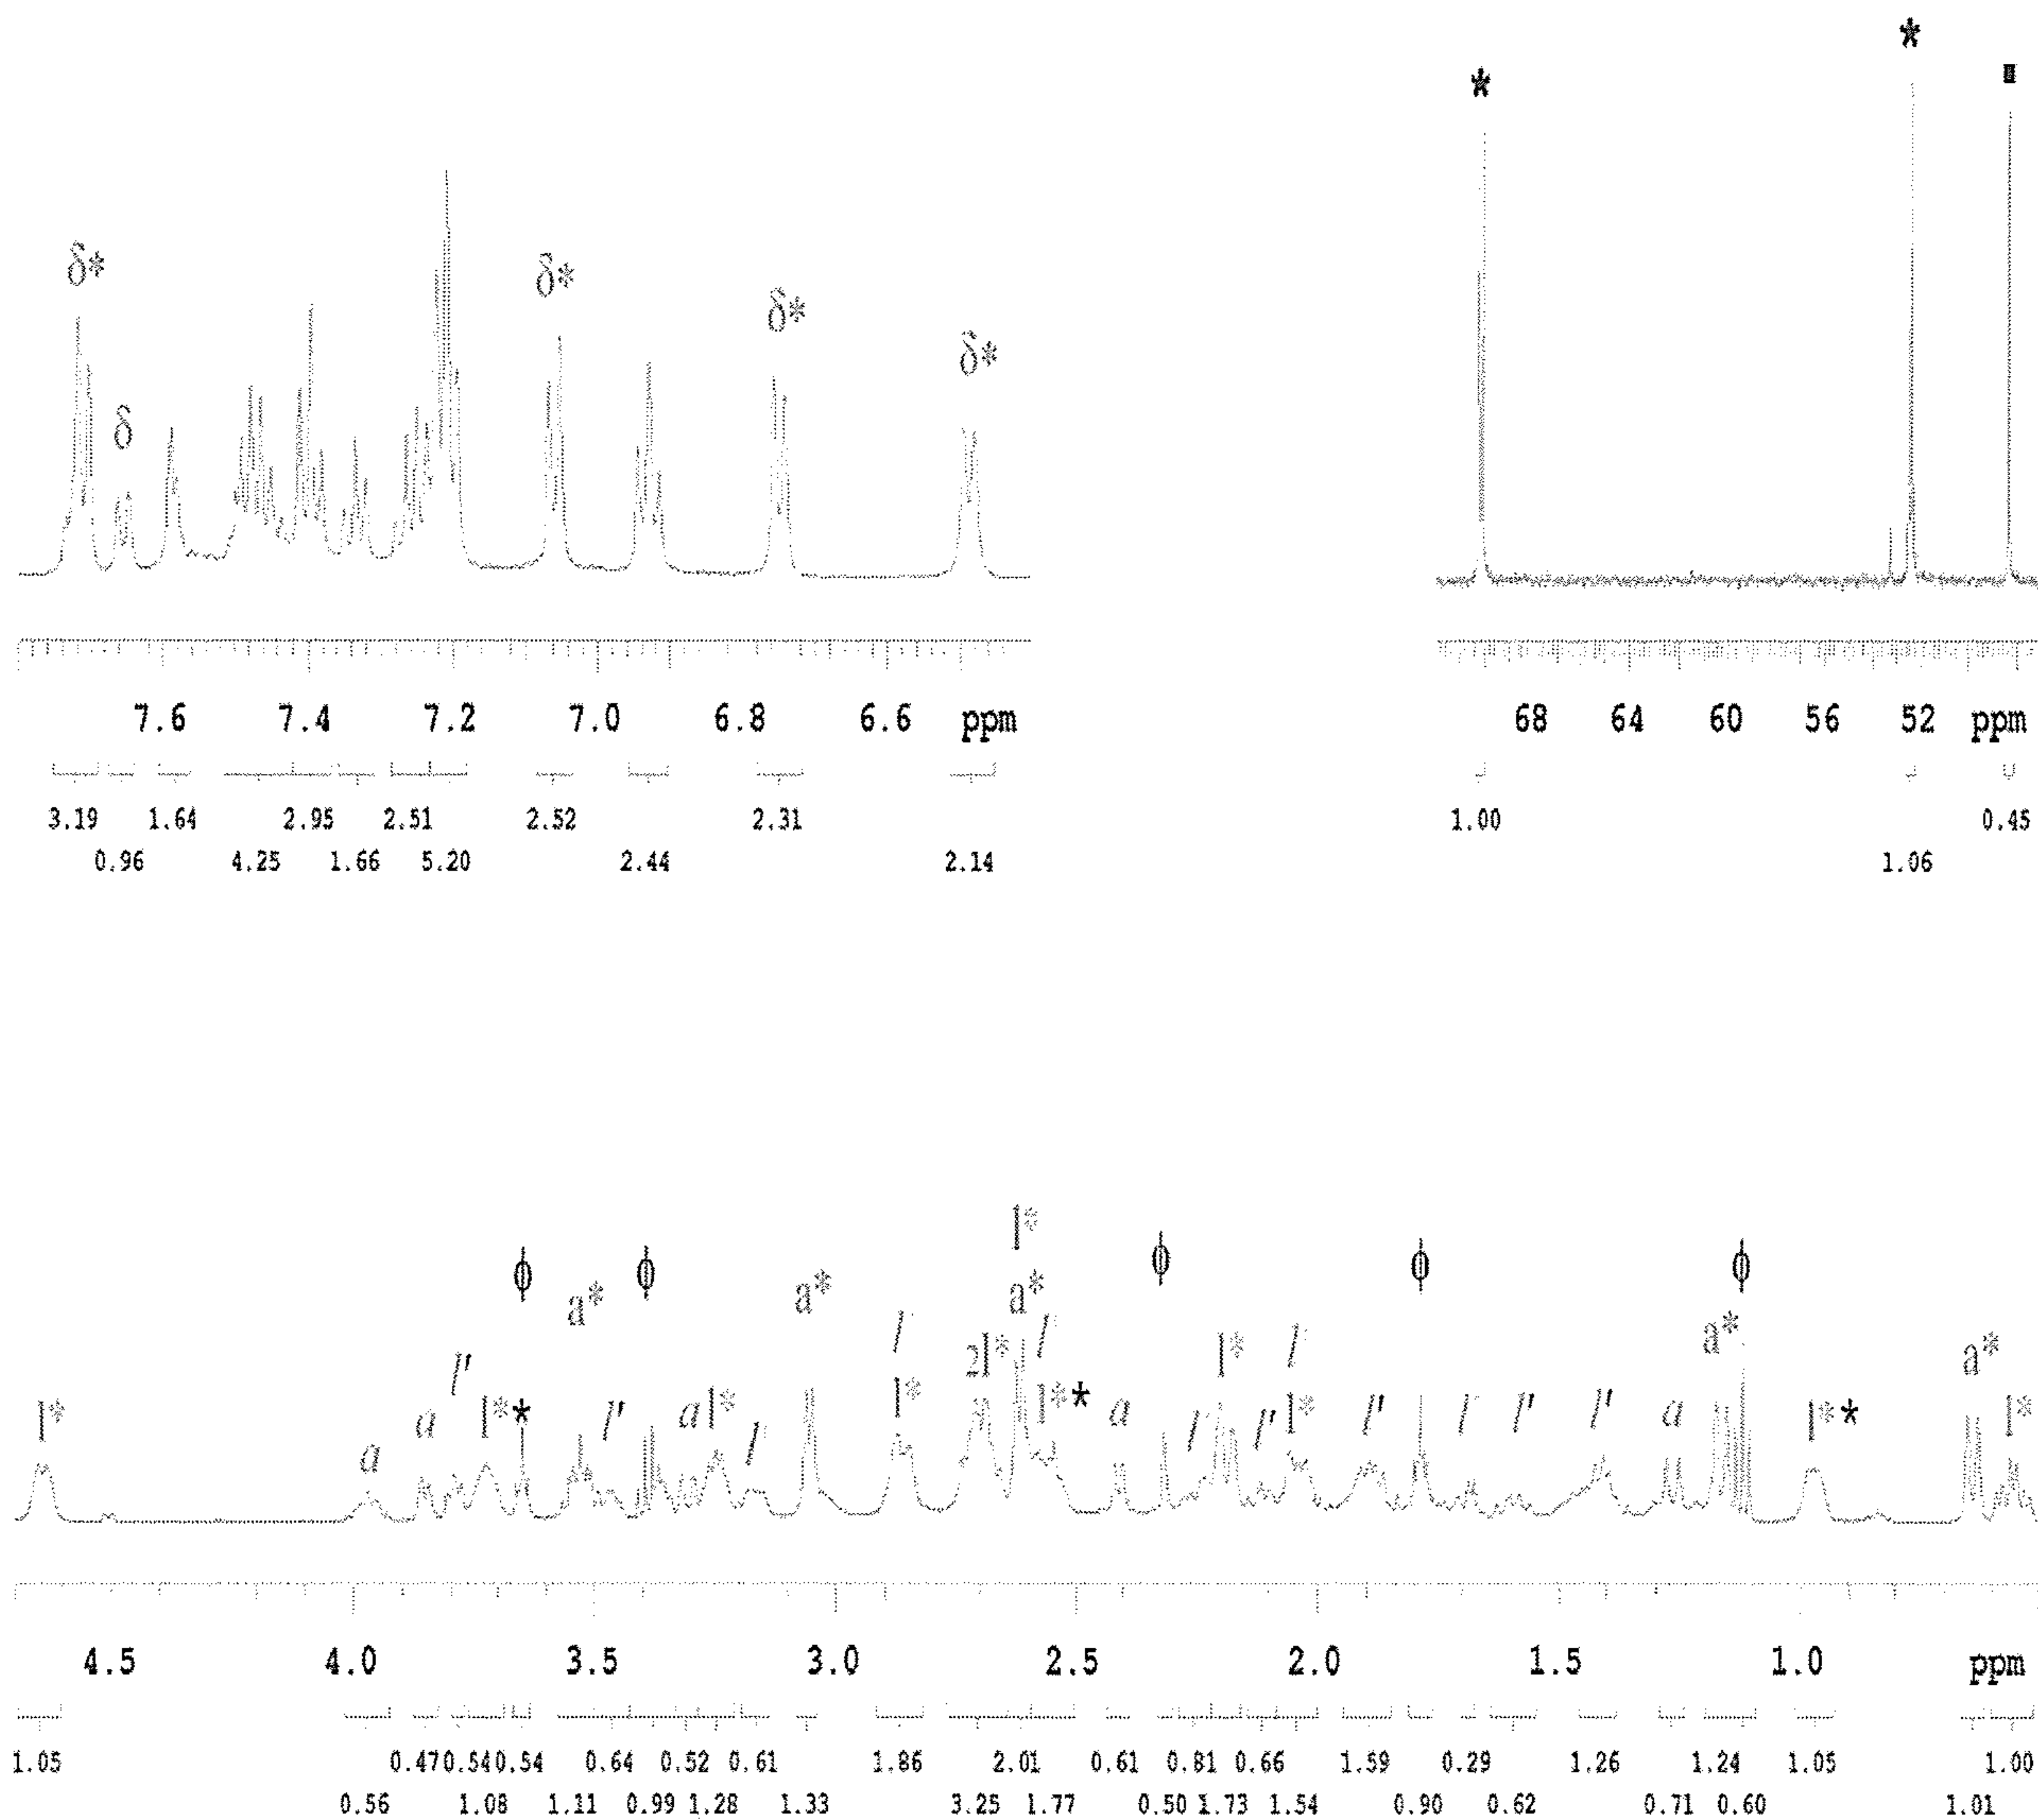 *
* ▪
δ* δ* δ* δ*
δ
7.6 7.4 7.2 7.0 6.8 6.6 ppm
68 64 60 56 52 ppm
3.19 1.64 2.95 2.51 2.52 2.31
0.96 4.25 1.66 5.20 2.44 2.14
1.00 0.45
1.06
l*
ϕ ϕ ϕ ϕ ϕ
a* a* a* a* a*
l' 2l* l' l* l'
l* a l'
l* * l' a l* l' l* l* * a l' l' l* l' l' l' l' a l* * l*
a
4.5 4.0 3.5 3.0 2.5 2.0 1.5 1.0 ppm
1.05 0.47 0.54 0.54 0.64 0.52 0.61 1.86 2.01 0.61 0.81 0.66 1.59 0.29 1.26 1.24 1.05 1.00
0.56 1.08 1.11 0.99 1.28 1.33 3.25 1.77 0.50 1.73 1.54 0.90 0.62 0.71 0.60 1.01